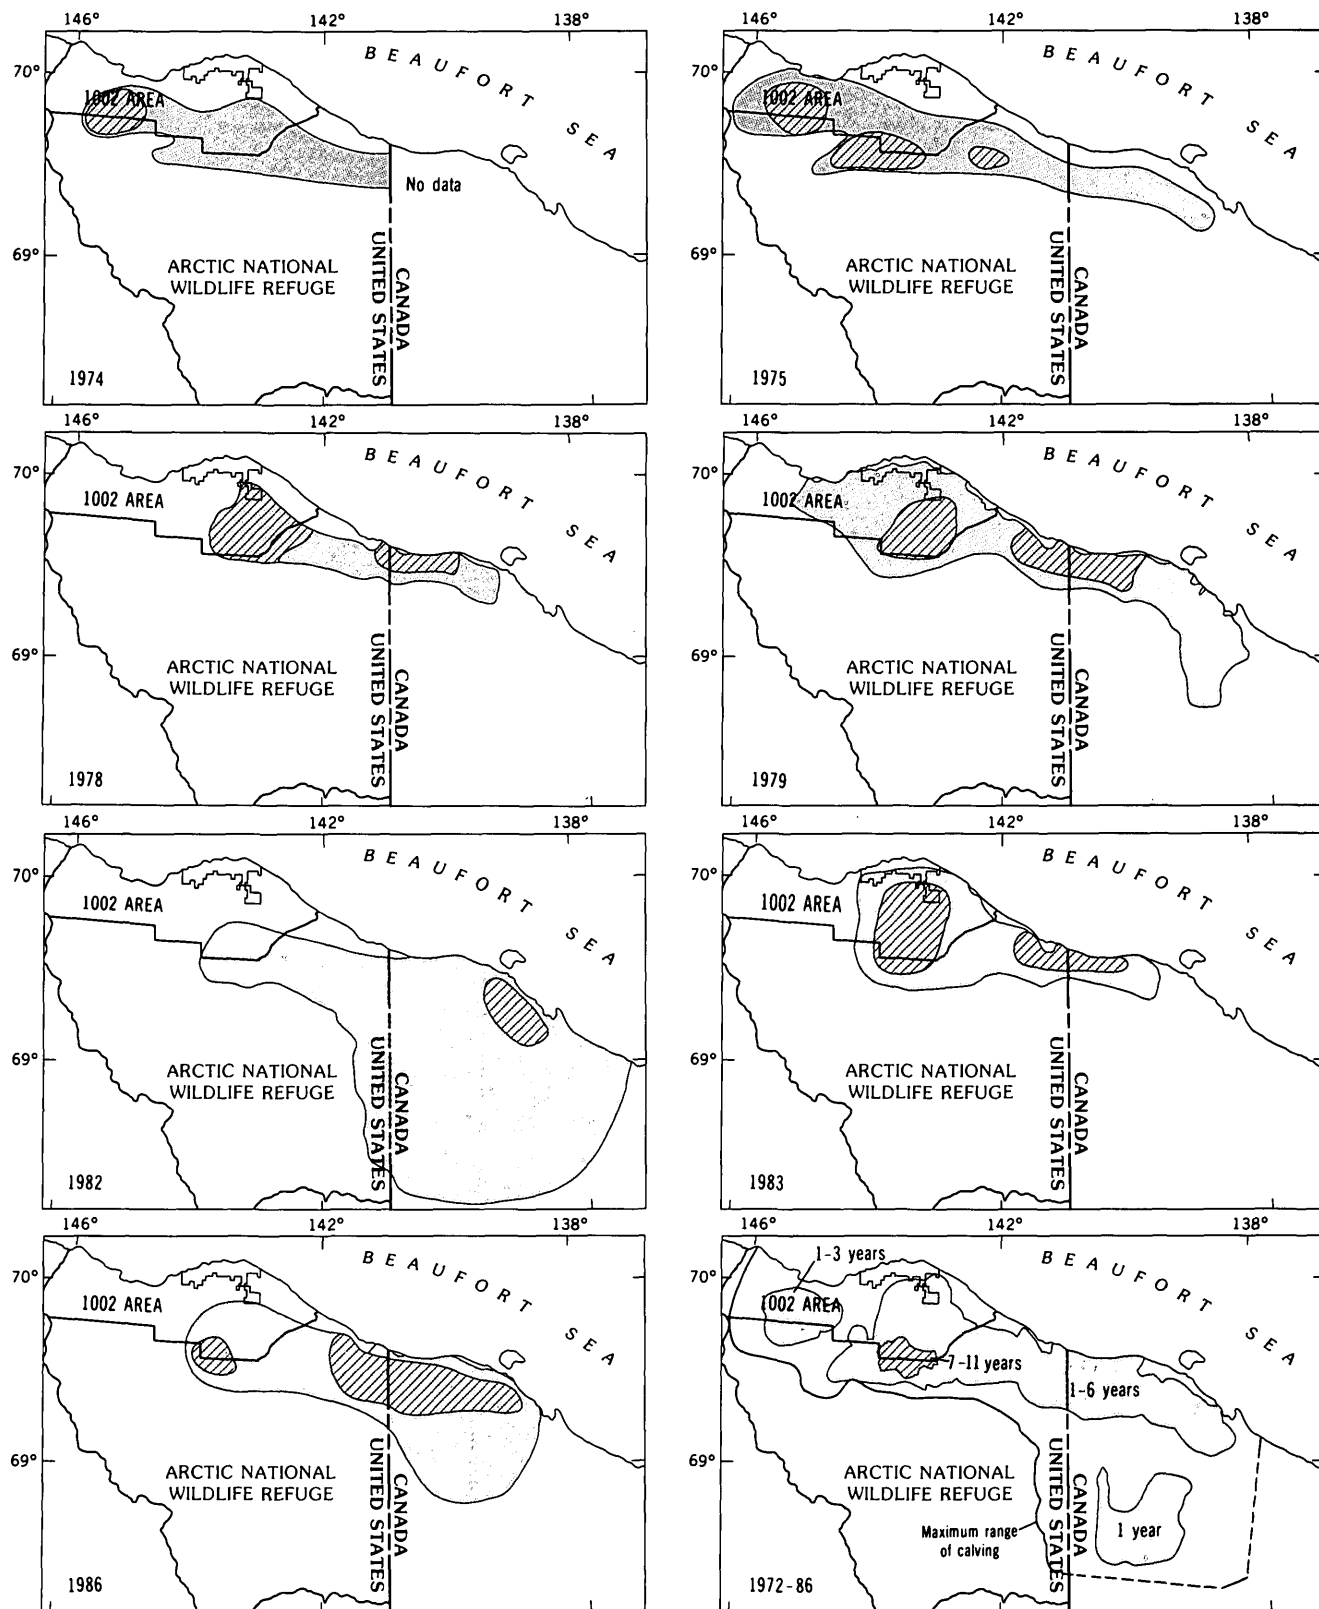 146° 142° 138°
70°
BEAUFORT SEA
1002 AREA
No data
69°
ARCTIC NATIONAL
WILDLIFE REFUGE
UNITED STATES
CANADA
1974
146° 142° 138°
70°
BEAUFORT SEA
1002 AREA
69°
ARCTIC NATIONAL
WILDLIFE REFUGE
UNITED STATES
CANADA
1975
146° 142° 138°
70°
BEAUFORT SEA
1002 AREA
69°
ARCTIC NATIONAL
WILDLIFE REFUGE
UNITED STATES
CANADA
1978
146° 142° 138°
70°
BEAUFORT SEA
1002 AREA
69°
ARCTIC NATIONAL
WILDLIFE REFUGE
UNITED STATES
CANADA
1979
146° 142° 138°
70°
BEAUFORT SEA
1002 AREA
69°
ARCTIC NATIONAL
WILDLIFE REFUGE
UNITED STATES
CANADA
1982
146° 142° 138°
70°
BEAUFORT SEA
1002 AREA
69°
ARCTIC NATIONAL
WILDLIFE REFUGE
UNITED STATES
CANADA
1983
146° 142° 138°
70°
BEAUFORT SEA
1002 AREA
69°
ARCTIC NATIONAL
WILDLIFE REFUGE
UNITED STATES
CANADA
1986
146° 142° 138°
1-3 years
70°
BEAUFORT SEA
1002 AREA
7-11 years
1-6 years
69°
ARCTIC NATIONAL
WILDLIFE REFUGE
UNITED STATES
CANADA
1 year
Maximum range
of calving
1972-86